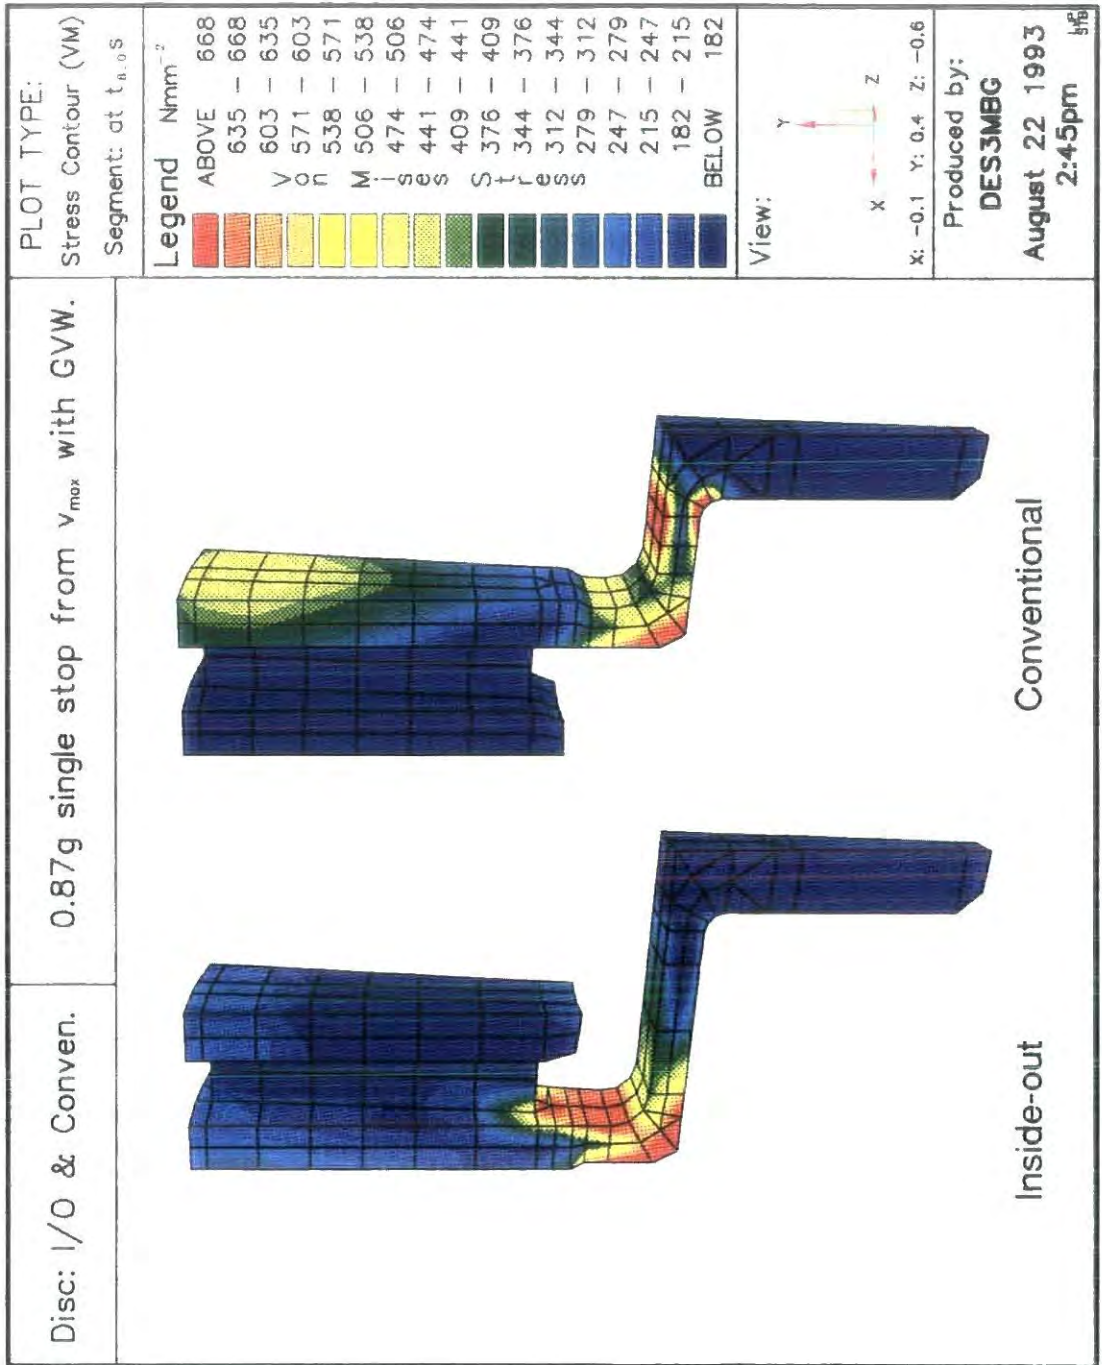 Disc: I/O & Conven.
0.87g single stop from vmax with GVW.
PLOT TYPE:
Stress Contour (VM)
Segment: at t8.0s
Legend Nmm-2
Von Mises Stress
ABOVE 668
635 – 668
603 – 635
571 – 603
538 – 571
506 – 538
474 – 506
441 – 474
409 – 441
376 – 409
344 – 376
312 – 344
279 – 312
247 – 279
215 – 247
182 – 215
BELOW 182
View:
Y
X
Z
X: -0.1 Y: 0.4 Z: -0.6
Produced by:
DES3MBG
August 22 1993
2:45pm
Inside-out
Conventional